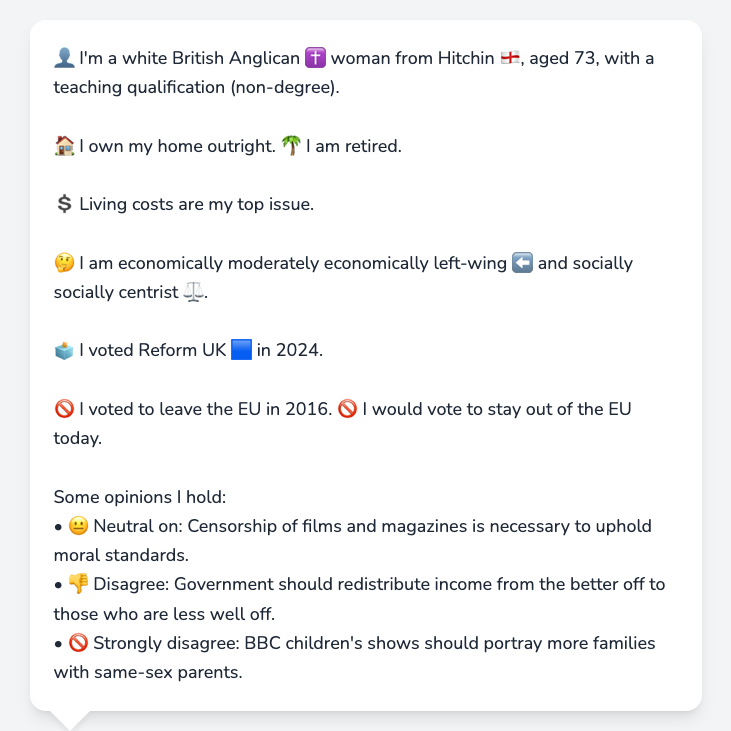 👤 I'm a white British Anglican ✝️ woman from Hitchin 🏴󠁧󠁢󠁥󠁮󠁧󠁿, aged 73, with a
teaching qualification (non-degree).
🏠 I own my home outright. 🌴 I am retired.
💲 Living costs are my top issue.
🤔 I am economically moderately economically left-wing ⬅️ and socially
socially centrist ⚖️.
🗳️ I voted Reform UK 🟦 in 2024.
🚫 I voted to leave the EU in 2016. 🚫 I would vote to stay out of the EU
today.
Some opinions I hold:
• 😐 Neutral on: Censorship of films and magazines is necessary to uphold
moral standards.
• 👎 Disagree: Government should redistribute income from the better off to
those who are less well off.
• 🚫 Strongly disagree: BBC children's shows should portray more families
with same-sex parents.